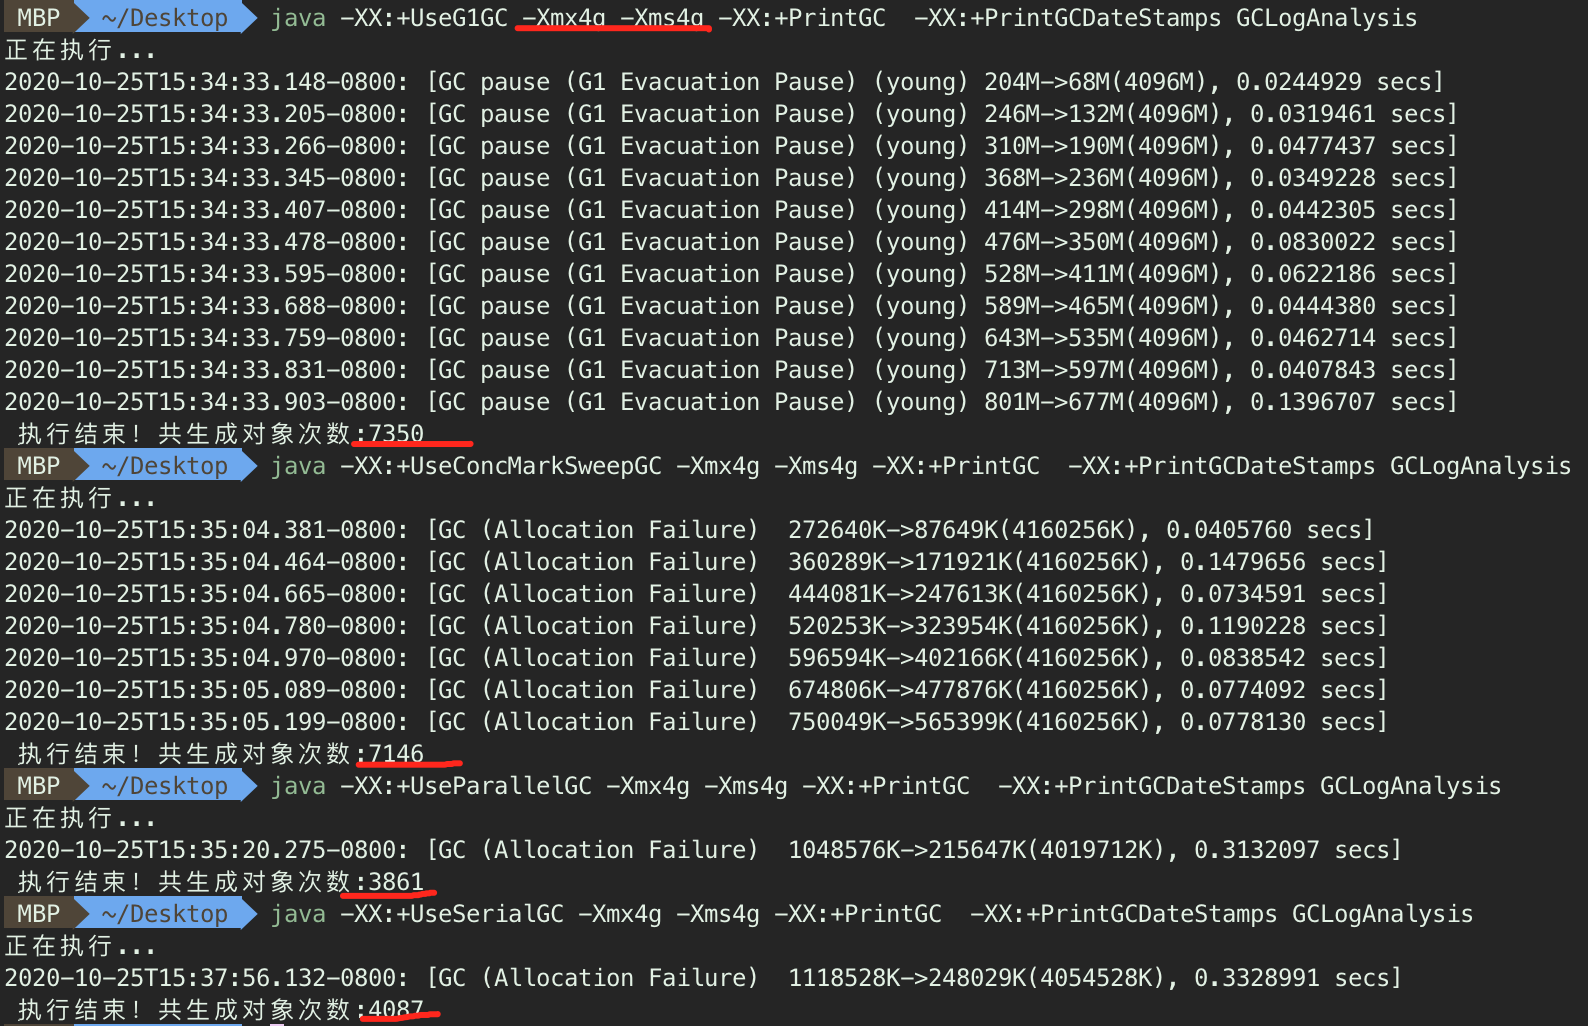 MBP ~/Desktop java -XX:+UseG1GC -Xmx4g -Xms4g -XX:+PrintGC  -XX:+PrintGCDateStamps GCLogAnalysis
正在执行...
2020-10-25T15:34:33.148-0800: [GC pause (G1 Evacuation Pause) (young) 204M->68M(4096M), 0.0244929 secs]
2020-10-25T15:34:33.205-0800: [GC pause (G1 Evacuation Pause) (young) 246M->132M(4096M), 0.0319461 secs]
2020-10-25T15:34:33.266-0800: [GC pause (G1 Evacuation Pause) (young) 310M->190M(4096M), 0.0477437 secs]
2020-10-25T15:34:33.345-0800: [GC pause (G1 Evacuation Pause) (young) 368M->236M(4096M), 0.0349228 secs]
2020-10-25T15:34:33.407-0800: [GC pause (G1 Evacuation Pause) (young) 414M->298M(4096M), 0.0442305 secs]
2020-10-25T15:34:33.478-0800: [GC pause (G1 Evacuation Pause) (young) 476M->350M(4096M), 0.0830022 secs]
2020-10-25T15:34:33.595-0800: [GC pause (G1 Evacuation Pause) (young) 528M->411M(4096M), 0.0622186 secs]
2020-10-25T15:34:33.688-0800: [GC pause (G1 Evacuation Pause) (young) 589M->465M(4096M), 0.0444380 secs]
2020-10-25T15:34:33.759-0800: [GC pause (G1 Evacuation Pause) (young) 643M->535M(4096M), 0.0462714 secs]
2020-10-25T15:34:33.831-0800: [GC pause (G1 Evacuation Pause) (young) 713M->597M(4096M), 0.0407843 secs]
2020-10-25T15:34:33.903-0800: [GC pause (G1 Evacuation Pause) (young) 801M->677M(4096M), 0.1396707 secs]
执行结束! 共生成对象次数:7350
MBP ~/Desktop java -XX:+UseConcMarkSweepGC -Xmx4g -Xms4g -XX:+PrintGC  -XX:+PrintGCDateStamps GCLogAnalysis
正在执行...
2020-10-25T15:35:04.381-0800: [GC (Allocation Failure)  272640K->87649K(4160256K), 0.0405760 secs]
2020-10-25T15:35:04.464-0800: [GC (Allocation Failure)  360289K->171921K(4160256K), 0.1479656 secs]
2020-10-25T15:35:04.665-0800: [GC (Allocation Failure)  444081K->247613K(4160256K), 0.0734591 secs]
2020-10-25T15:35:04.780-0800: [GC (Allocation Failure)  520253K->323954K(4160256K), 0.1190228 secs]
2020-10-25T15:35:04.970-0800: [GC (Allocation Failure)  596594K->402166K(4160256K), 0.0838542 secs]
2020-10-25T15:35:05.089-0800: [GC (Allocation Failure)  674806K->477876K(4160256K), 0.0774092 secs]
2020-10-25T15:35:05.199-0800: [GC (Allocation Failure)  750049K->565399K(4160256K), 0.0778130 secs]
执行结束! 共生成对象次数:7146
MBP ~/Desktop java -XX:+UseParallelGC -Xmx4g -Xms4g -XX:+PrintGC  -XX:+PrintGCDateStamps GCLogAnalysis
正在执行...
2020-10-25T15:35:20.275-0800: [GC (Allocation Failure)  1048576K->215647K(4019712K), 0.3132097 secs]
执行结束! 共生成对象次数:3861
MBP ~/Desktop java -XX:+UseSerialGC -Xmx4g -Xms4g -XX:+PrintGC  -XX:+PrintGCDateStamps GCLogAnalysis
正在执行...
2020-10-25T15:37:56.132-0800: [GC (Allocation Failure)  1118528K->248029K(4054528K), 0.3328991 secs]
执行结束! 共生成对象次数:4087